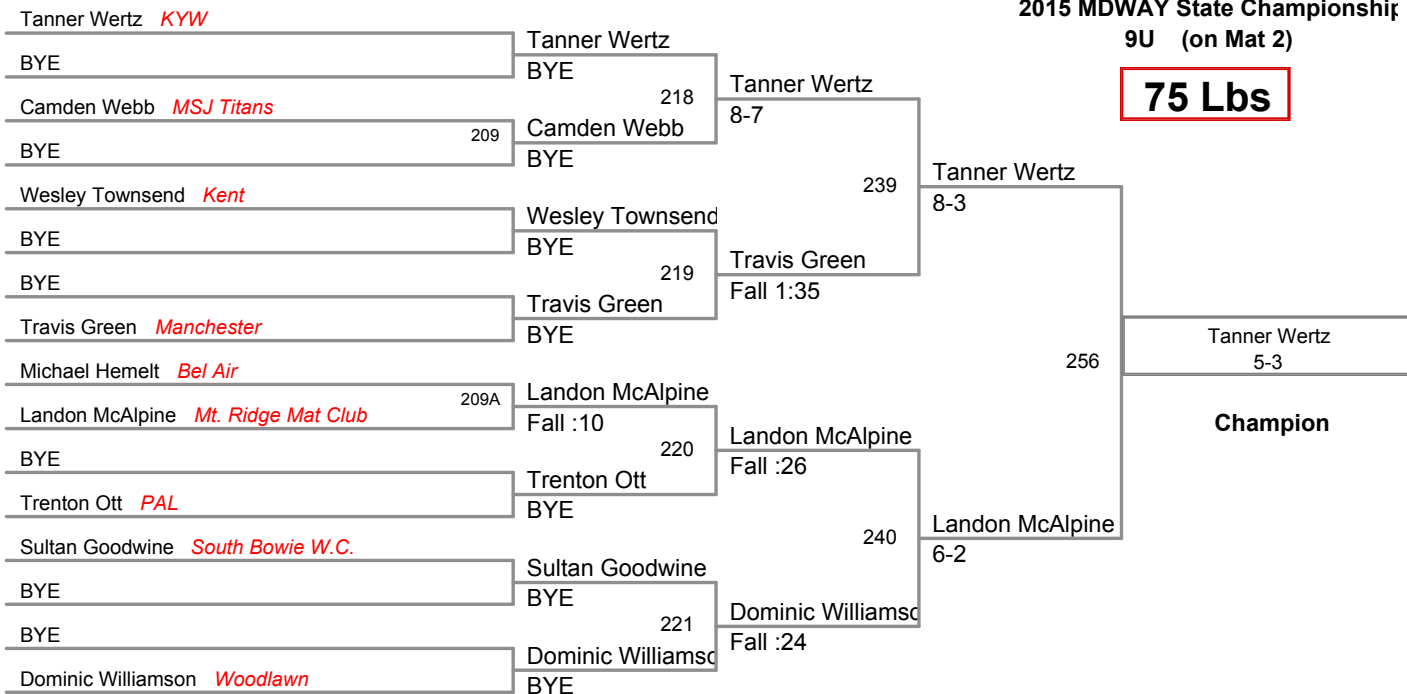 2015 MDWAY State Championship
9U (on Mat 2)
75 Lbs
Tanner Wertz KYW
BYE
Camden Webb MSJ Titans
BYE
Wesley Townsend Kent
BYE
BYE
Travis Green Manchester
Michael Hemelt Bel Air
Landon McAlpine Mt. Ridge Mat Club
BYE
Trenton Ott PAL
Sultan Goodwine South Bowie W.C.
BYE
BYE
Dominic Williamson Woodlawn
Tanner Wertz
BYE
209
Camden Webb
BYE
Wesley Townsend
BYE
Travis Green
BYE
209A
Landon McAlpine
Fall :10
Trenton Ott
BYE
Sultan Goodwine
BYE
Dominic Williamso
BYE
218
Tanner Wertz
8-7
219
Travis Green
Fall 1:35
220
Landon McAlpine
Fall :26
221
Dominic Williamso
Fall :24
239
Tanner Wertz
8-3
240
Landon McAlpine
6-2
256
Tanner Wertz
5-3
Champion